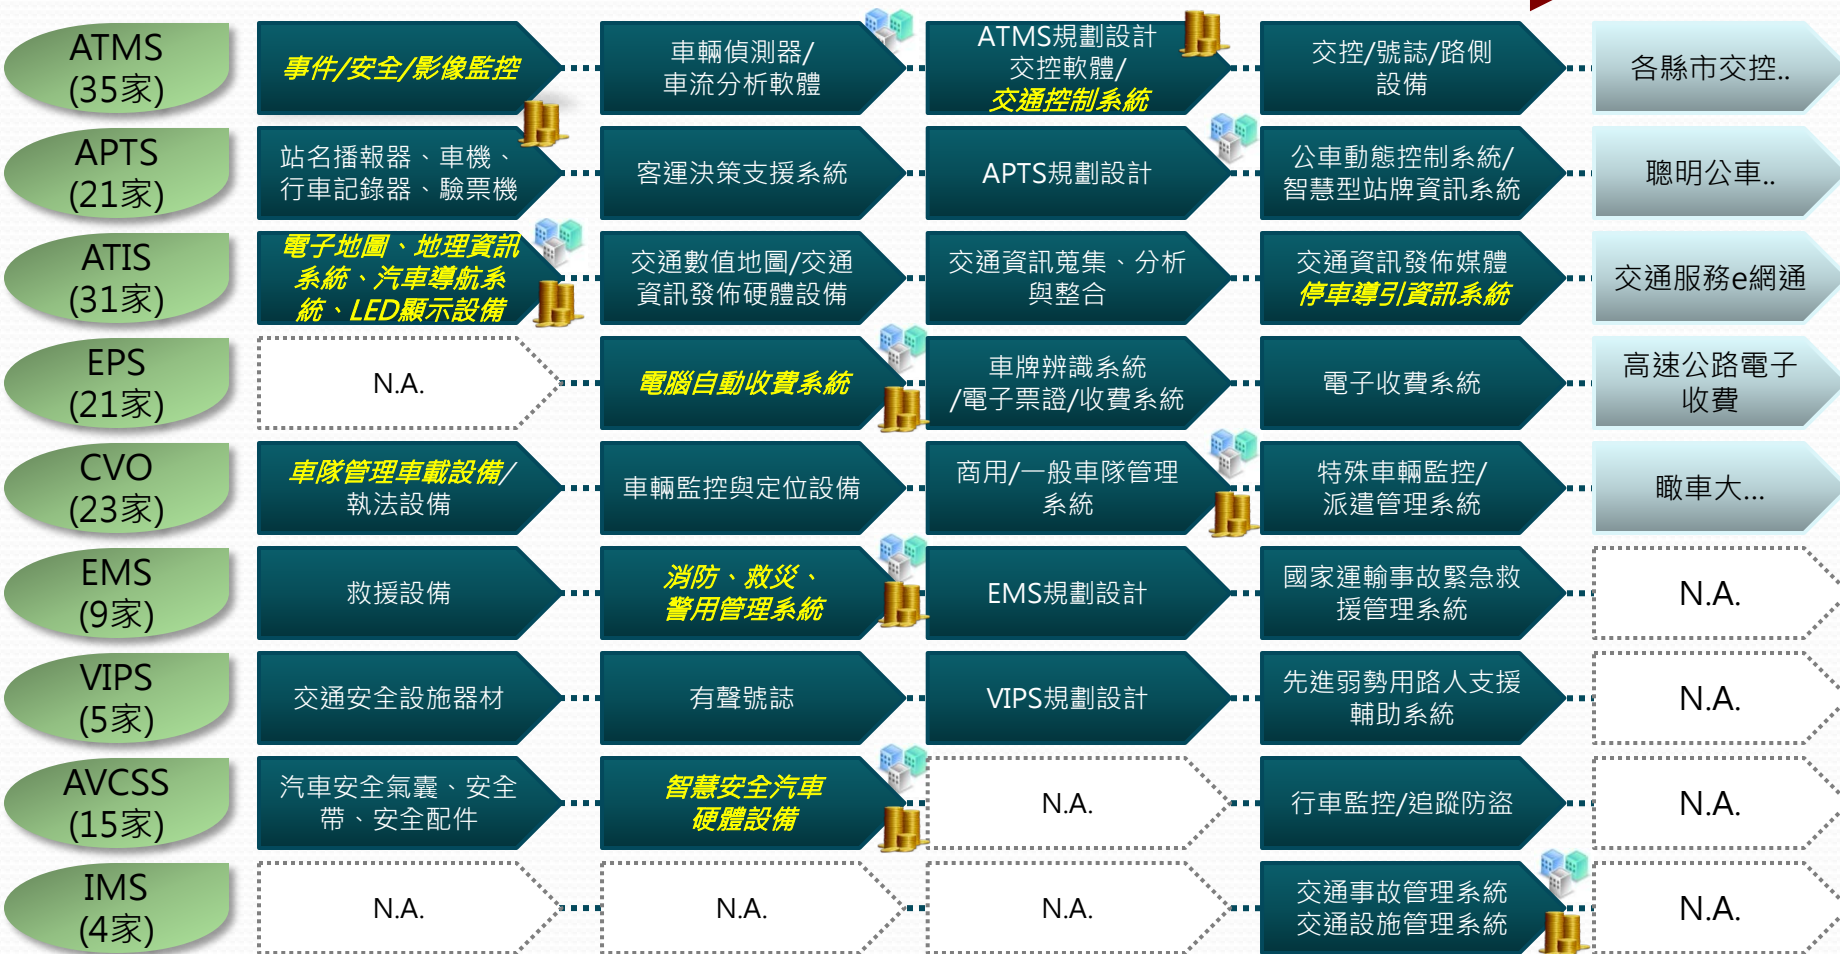 ATMS
(35家)
事件/安全/影像監控
車輛偵測器/
車流分析軟體
ATMS規劃設計
交控軟體/
交通控制系統
交控/號誌/路側
設備
各縣市交控..
APTS
(21家)
站名播報器、車機、
行車記錄器、驗票機
客運決策支援系統
APTS規劃設計
公車動態控制系統/
智慧型站牌資訊系統
聰明公車..
ATIS
(31家)
電子地圖、地理資訊
系統、汽車導航系
統、LED顯示設備
交通數值地圖/交通
資訊發佈硬體設備
交通資訊蒐集、分析
與整合
交通資訊發佈媒體
停車導引資訊系統
交通服務e網通
EPS
(21家)
N.A.
電腦自動收費系統
車牌辨識系統
/電子票證/收費系統
電子收費系統
高速公路電子
收費
CVO
(23家)
車隊管理車載設備/
執法設備
車輛監控與定位設備
商用/一般車隊管理
系統
特殊車輛監控/
派遣管理系統
瞰車大...
EMS
(9家)
救援設備
消防、救災、
警用管理系統
EMS規劃設計
國家運輸事故緊急救
援管理系統
N.A.
VIPS
(5家)
交通安全設施器材
有聲號誌
VIPS規劃設計
先進弱勢用路人支援
輔助系統
N.A.
AVCSS
(15家)
汽車安全氣囊、安全
帶、安全配件
智慧安全汽車
硬體設備
N.A.
行車監控/追蹤防盜
N.A.
IMS
(4家)
N.A.
N.A.
N.A.
交通事故管理系統
交通設施管理系統
N.A.